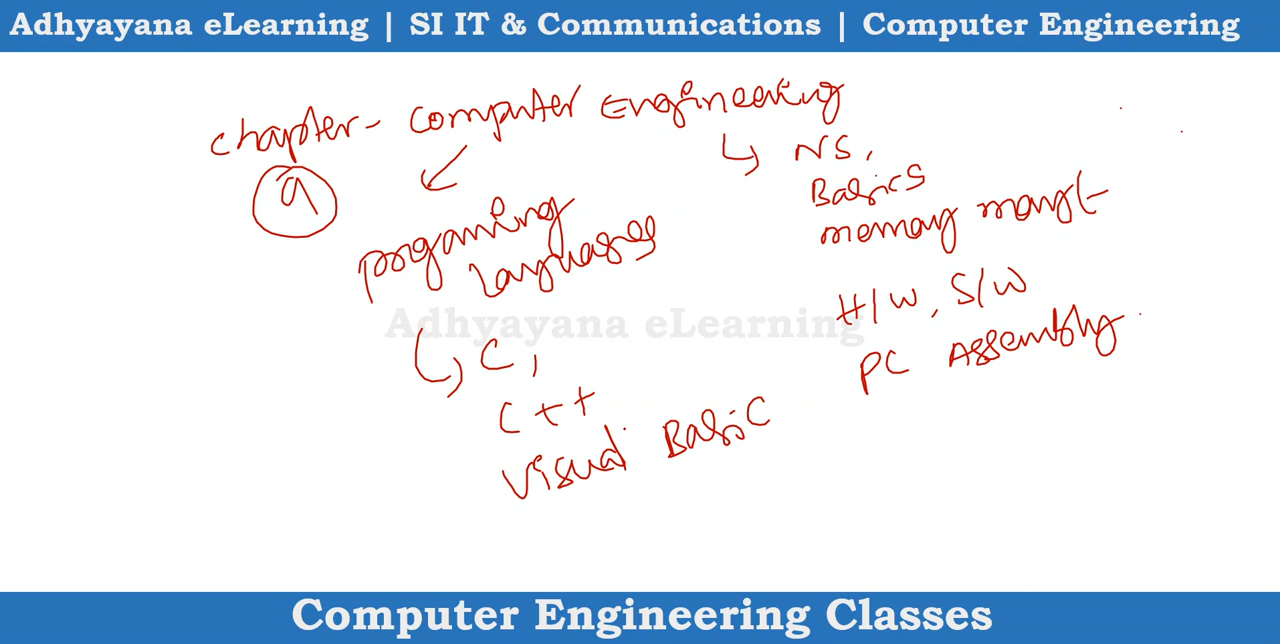 Adhyayana eLearning | SI IT & Communications | Computer Engineering
Chapter - Computer Engineering
9
NS,
Basics
memory
programing
languages
H/W, S/W
Adhyayana eLearning
PC Assembly
C,
C++
Visual Basic
Computer Engineering Classes